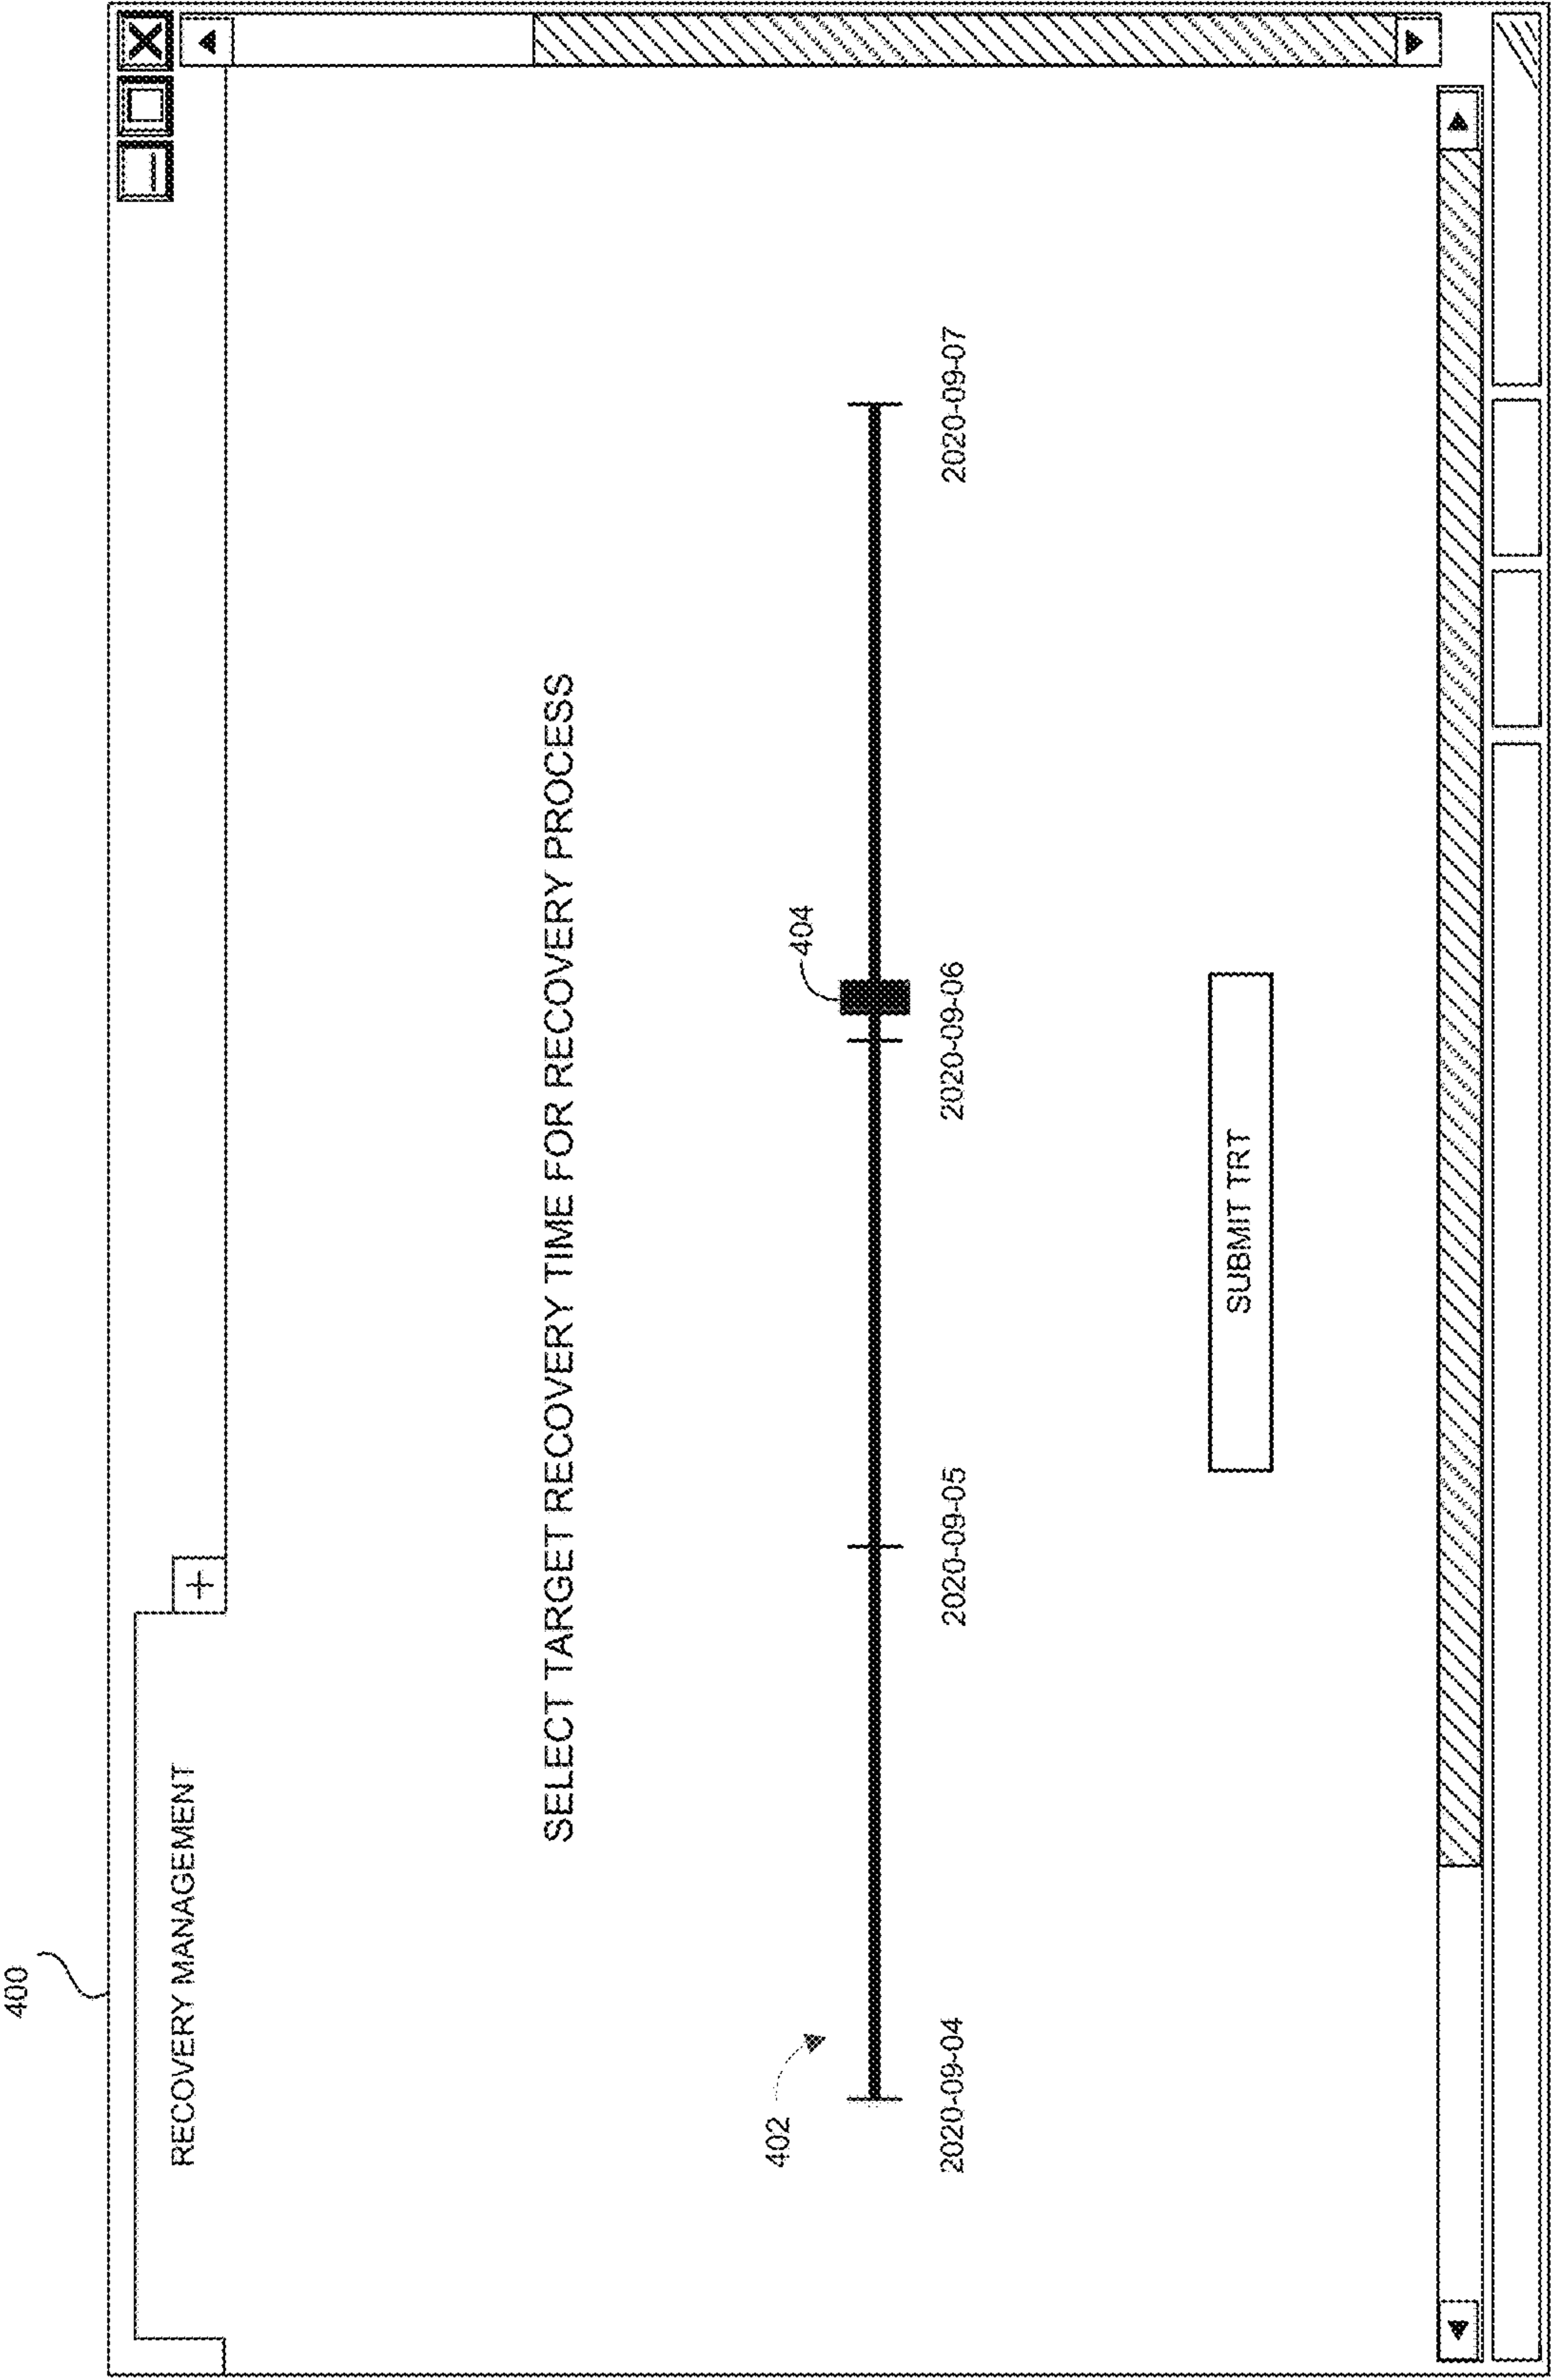 400
RECOVERY MANAGEMENT
+
SELECT TARGET RECOVERY TIME FOR RECOVERY PROCESS
402
404
2020-09-04
2020-09-05
2020-09-06
2020-09-07
SUBMIT TRT